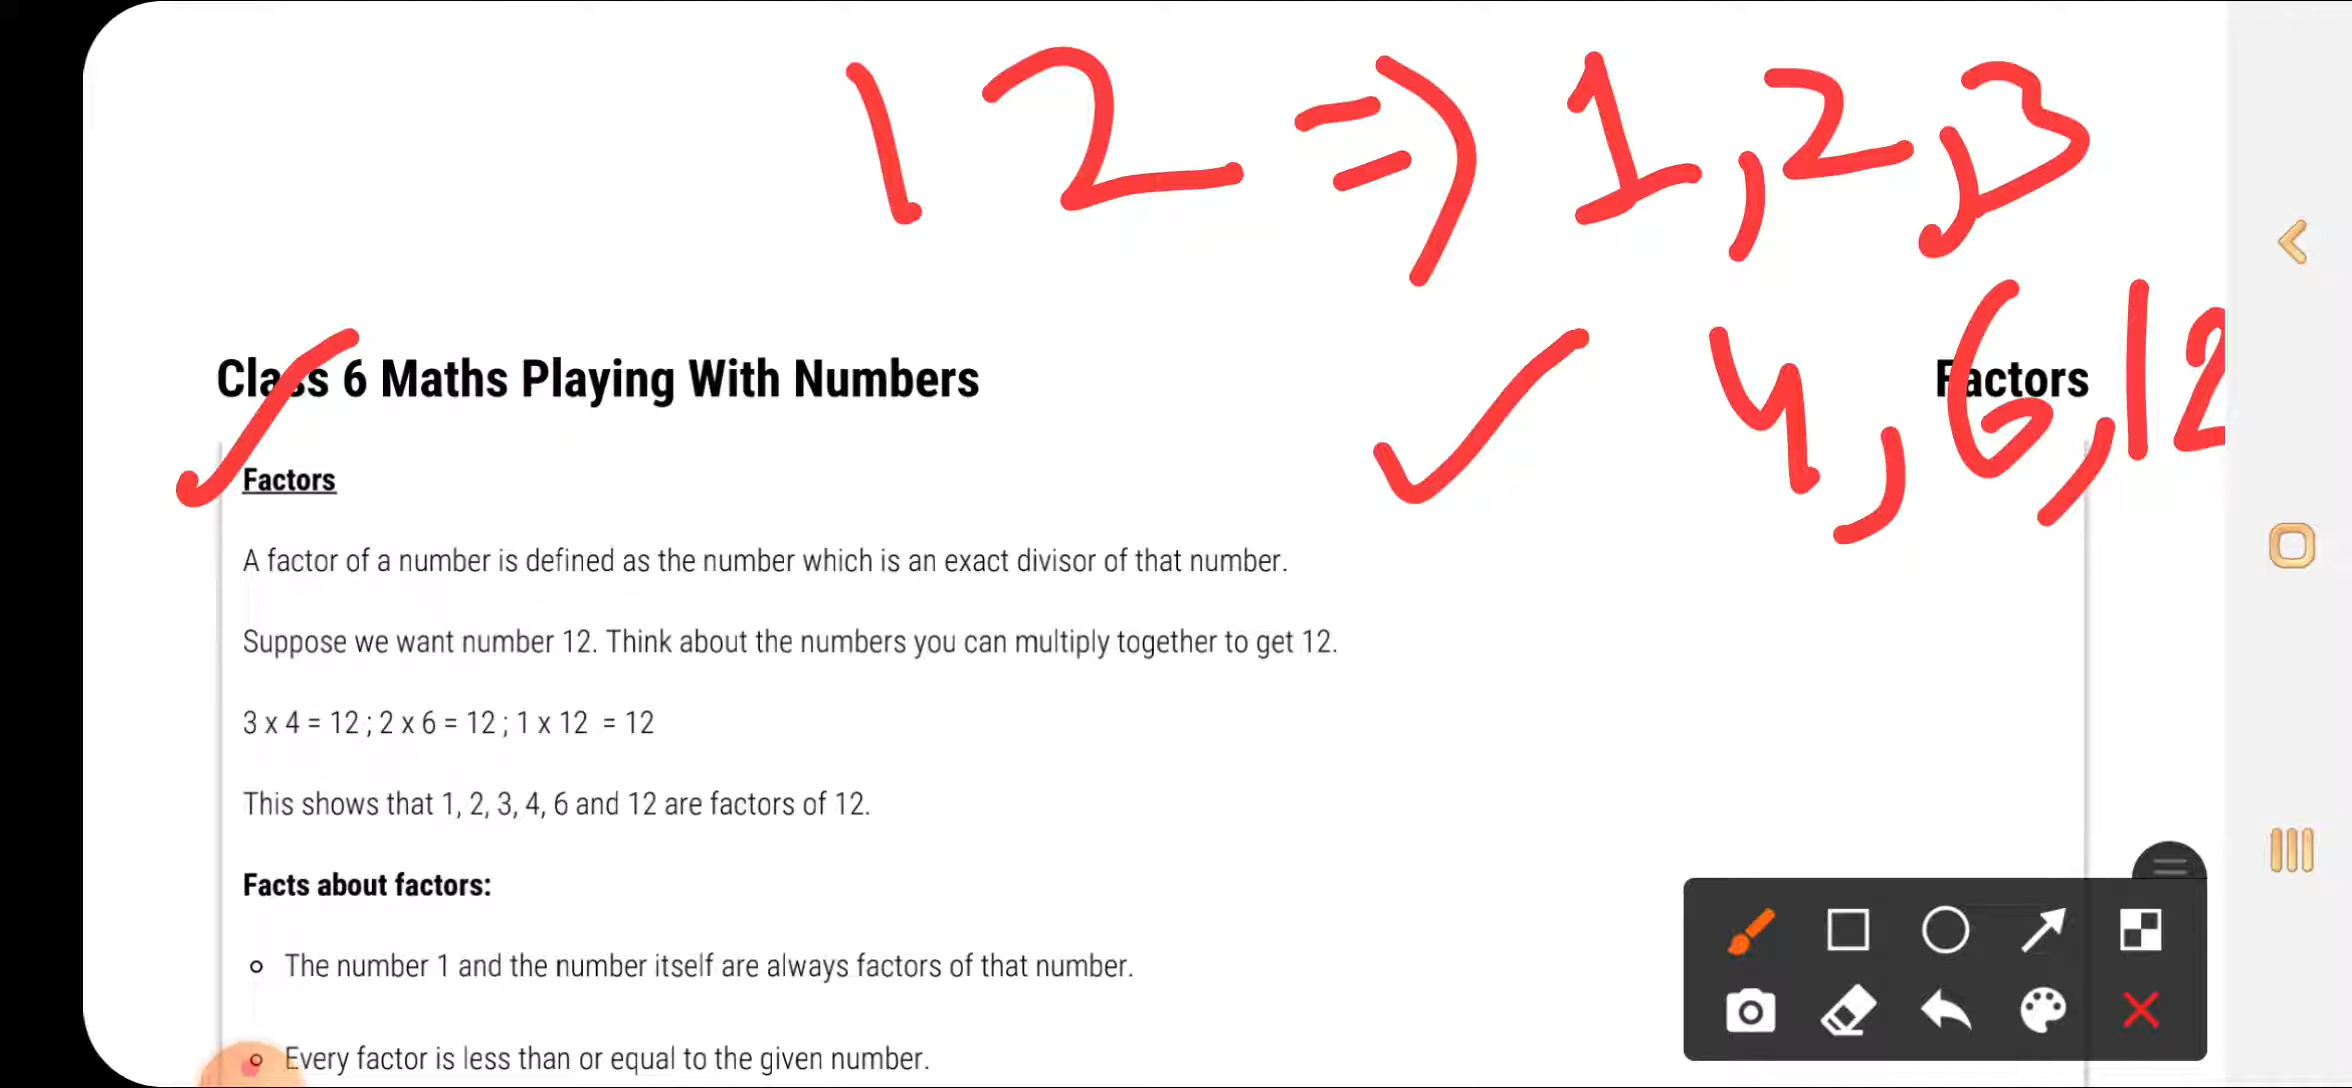 12 => 1, 2, 3
4, 6, 12
Class 6 Maths Playing With Numbers Factors
Factors
A factor of a number is defined as the number which is an exact divisor of that number.
Suppose we want number 12. Think about the numbers you can multiply together to get 12.
3 x 4 = 12 ; 2 x 6 = 12 ; 1 x 12 = 12
This shows that 1, 2, 3, 4, 6 and 12 are factors of 12.
Facts about factors:
The number 1 and the number itself are always factors of that number.
Every factor is less than or equal to the given number.